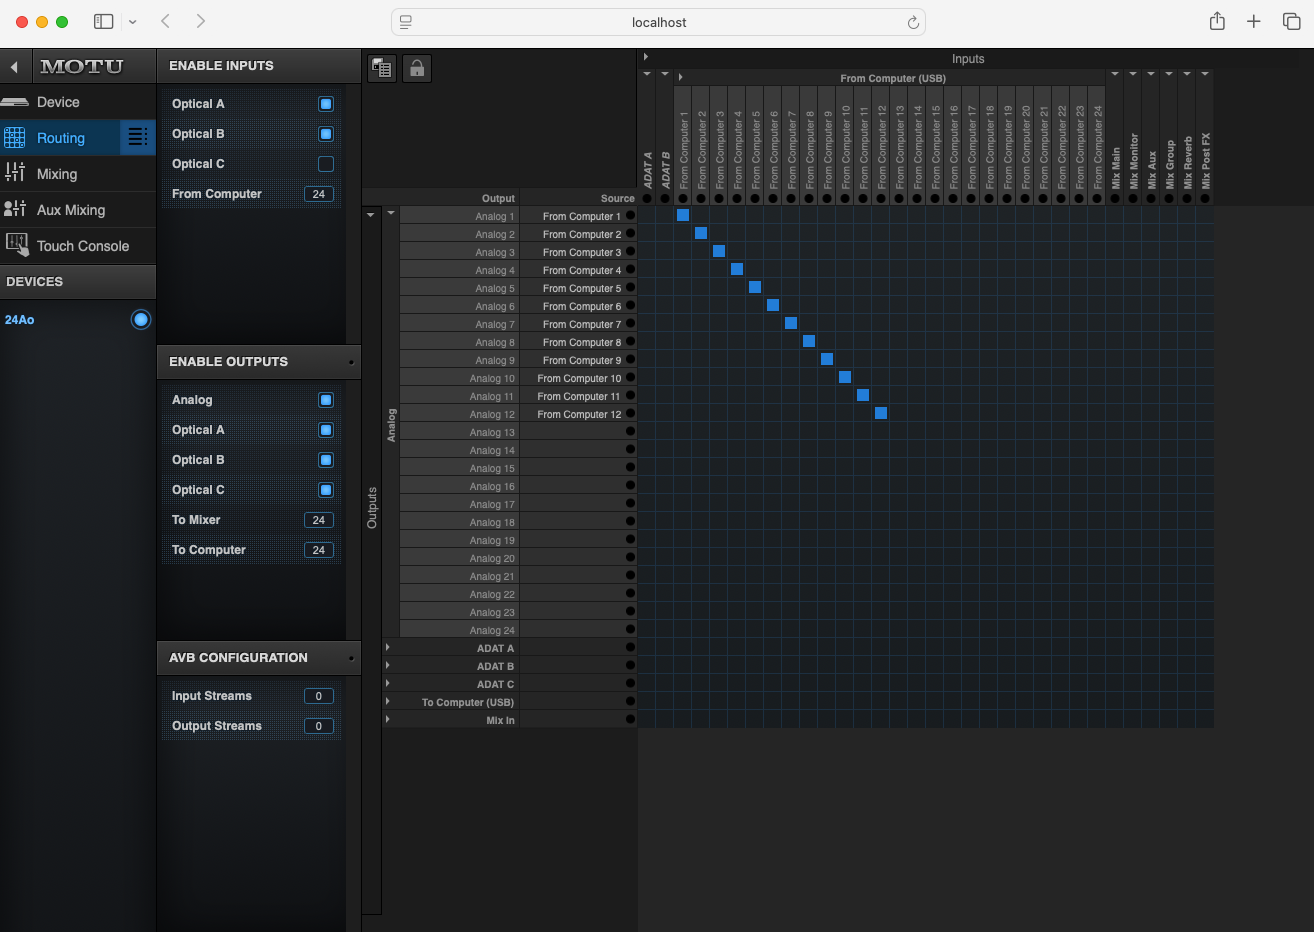 localhost
MOTU
Device
Routing
Mixing
Aux Mixing
Touch Console
DEVICES
24Ao
ENABLE INPUTS
Optical A
Optical B
Optical C
From Computer 24
ENABLE OUTPUTS
Analog
Optical A
Optical B
Optical C
To Mixer 24
To Computer 24
AVB CONFIGURATION
Input Streams 0
Output Streams 0
Inputs
From Computer (USB)
ADAT A
ADAT B
From Computer 1
From Computer 2
From Computer 3
From Computer 4
From Computer 5
From Computer 6
From Computer 7
From Computer 8
From Computer 9
From Computer 10
From Computer 11
From Computer 12
From Computer 13
From Computer 14
From Computer 15
From Computer 16
From Computer 17
From Computer 18
From Computer 19
From Computer 20
From Computer 21
From Computer 22
From Computer 23
From Computer 24
Mix Main
Mix Monitor
Mix Aux
Mix Group
Mix Reverb
Mix Post FX
Output Source
Outputs
Analog
Analog 1 From Computer 1
Analog 2 From Computer 2
Analog 3 From Computer 3
Analog 4 From Computer 4
Analog 5 From Computer 5
Analog 6 From Computer 6
Analog 7 From Computer 7
Analog 8 From Computer 8
Analog 9 From Computer 9
Analog 10 From Computer 10
Analog 11 From Computer 11
Analog 12 From Computer 12
Analog 13
Analog 14
Analog 15
Analog 16
Analog 17
Analog 18
Analog 19
Analog 20
Analog 21
Analog 22
Analog 23
Analog 24
ADAT A
ADAT B
ADAT C
To Computer (USB)
Mix In